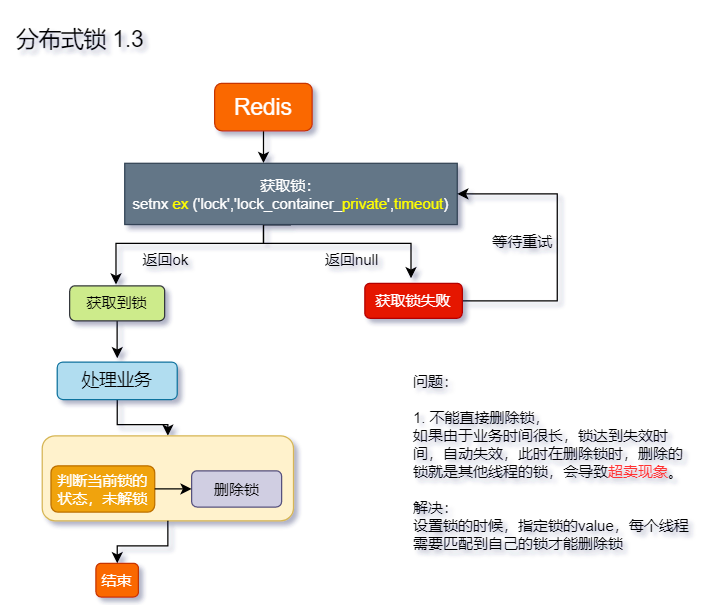 分布式锁 1.3
Redis
获取锁：
setnx ex ('lock','lock_container_private',timeout)
等待重试
返回ok
返回null
获取到锁
获取锁失败
处理业务
判断当前锁的
状态，未解锁
删除锁
结束
问题：
1. 不能直接删除锁，
如果由于业务时间很长，锁达到失效时
间，自动失效，此时在删除锁时，删除的
锁就是其他线程的锁，会导致超卖现象。
解决：
设置锁的时候，指定锁的value，每个线程
需要匹配到自己的锁才能删除锁